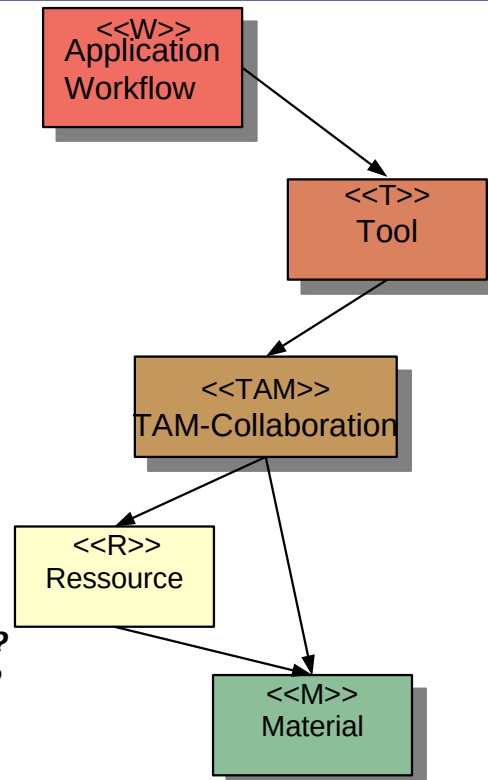 <<W>>
Application
Workflow
<<T>>
Tool
<<TAM>>
TAM-Collaboration
<<R>>
Ressource
?
<<M>>
Material